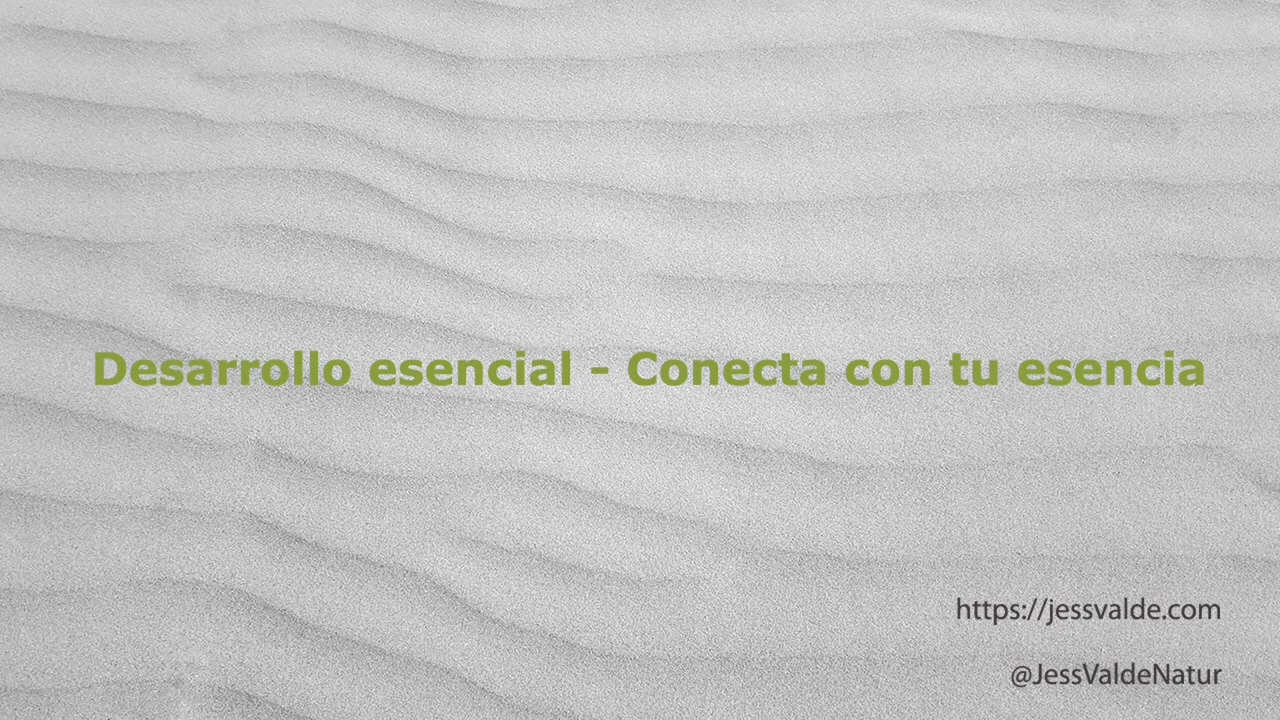 Desarrollo esencial - Conecta con tu esencia
https://jessvalde.com
@JessValdeNatur